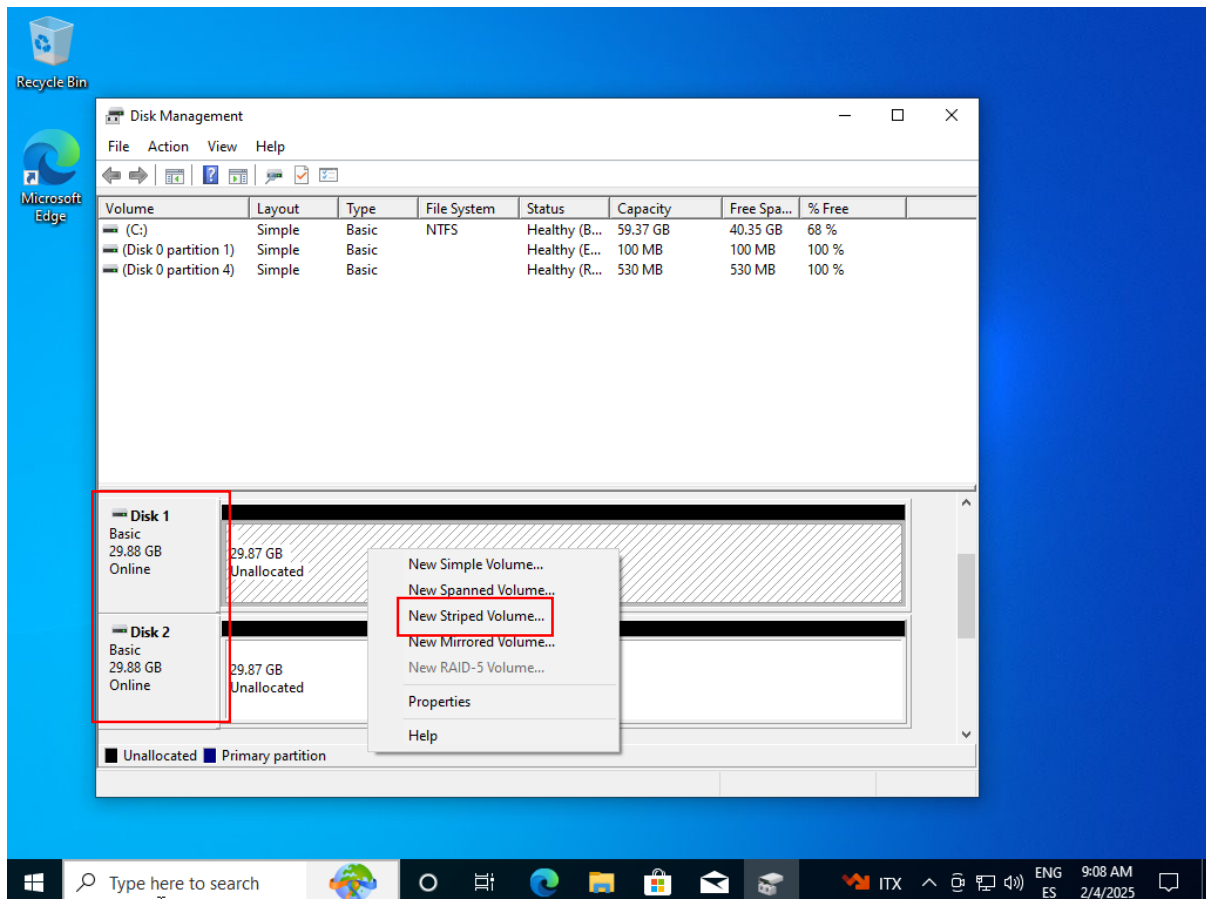 Recycle Bin
Microsoft
Edge
Disk Management
File Action View Help
Volume Layout Type File System Status Capacity Free Spa... % Free
(C:) Simple Basic NTFS Healthy (B... 59.37 GB 40.35 GB 68 %
(Disk 0 partition 1) Simple Basic Healthy (E... 100 MB 100 MB 100 %
(Disk 0 partition 4) Simple Basic Healthy (R... 530 MB 530 MB 100 %
Disk 1
Basic
29.88 GB
Online
29.87 GB
Unallocated
New Simple Volume...
New Spanned Volume...
New Striped Volume...
New Mirrored Volume...
New RAID-5 Volume...
Properties
Help
Disk 2
Basic
29.88 GB
Online
29.87 GB
Unallocated
Unallocated Primary partition
Type here to search
ITX
ENG
ES
9:08 AM
2/4/2025